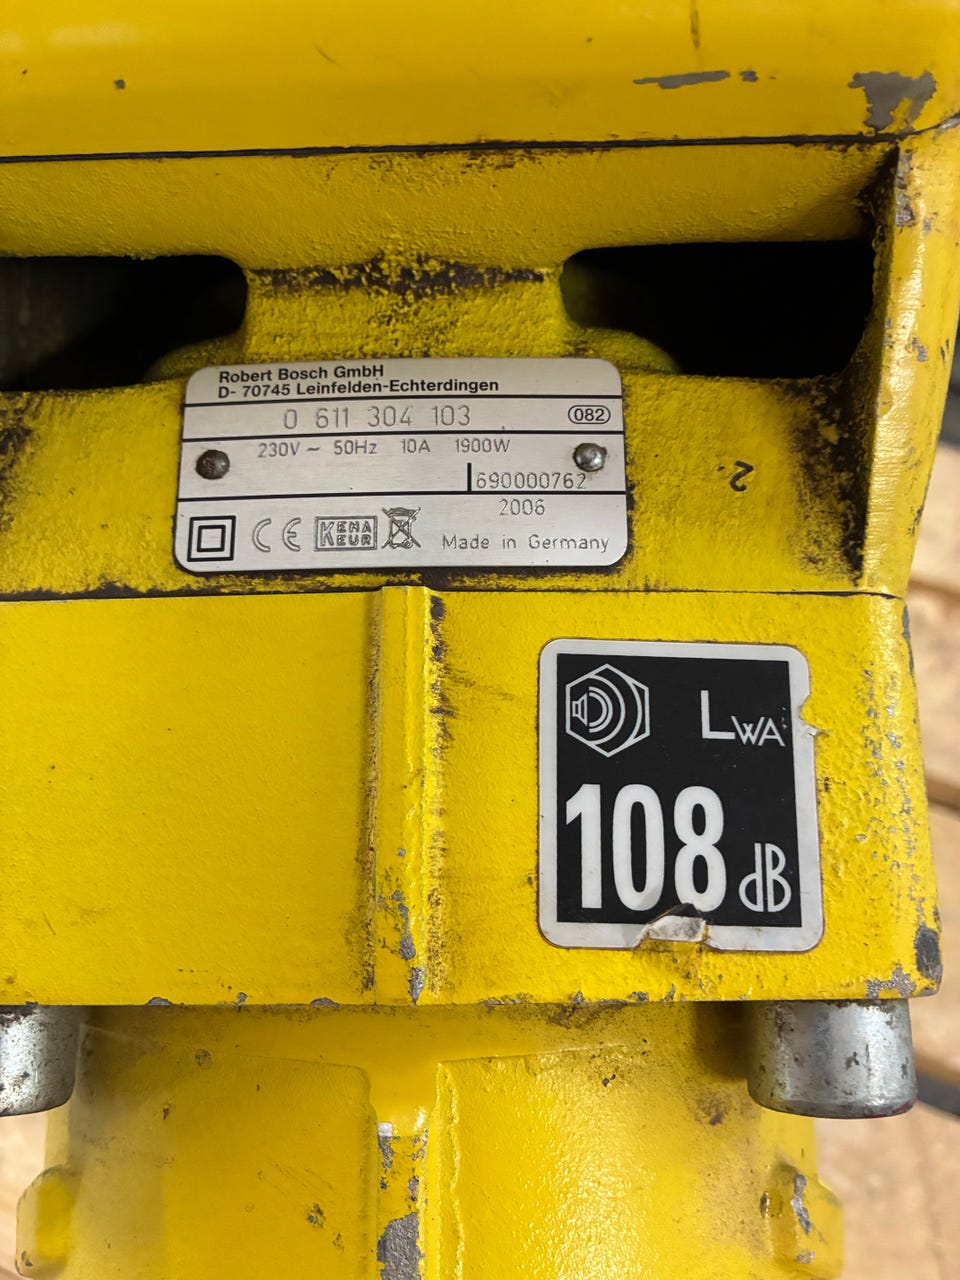 Robert Bosch GmbH
D- 70745 Leinfelden-Echterdingen
0 611 304 103 082
230V ~ 50Hz 10A 1900W
690000762
2006
CE KEMA KEUR Made in Germany
2.
LWA
108 dB